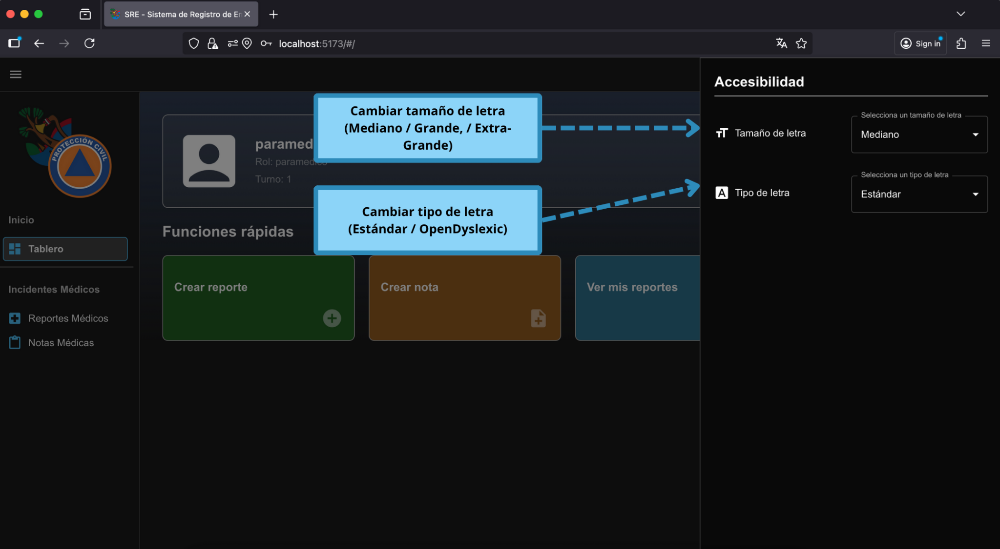 SRE - Sistema de Registro de
localhost:5173/#/
Sign in
PROTECCIÓN CIVIL
Inicio
Tablero
Incidentes Médicos
Reportes Médicos
Notas Médicas
paramed
Rol: paramedico
Turno: 1
Funciones rápidas
Crear reporte
Crear nota
Ver mis reportes
Cambiar tamaño de letra
(Mediano / Grande, / Extra-
Grande)
Cambiar tipo de letra
(Estándar / OpenDyslexic)
Accesibilidad
Tamaño de letra
Selecciona un tamaño de letra
Mediano
Tipo de letra
Selecciona un tipo de letra
Estándar